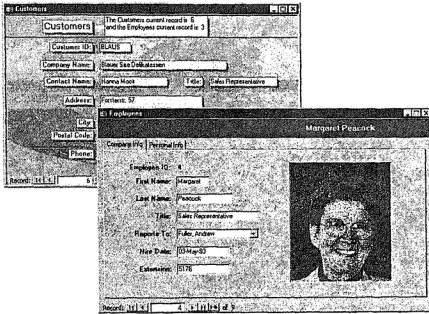 Customers
Customers
The Customers current record is 6
and the Employees current record is 3
Customer ID: BLAUS
Company Name: Blauer See Delikatessen
Contact Name: Hanna Moos Title: Sales Representative
Address: Forsterstr. 57
City:
Postal Code:
Phone:
Record: 6
Employees
Margaret Peacock
Company Info Personal Info
Employee ID: 4
First Name: Margaret
Last Name: Peacock
Title: Sales Representative
Reports To: Fuller, Andrew
Hire Date: 03-May-93
Extension: 5176
Record: 4 of 9